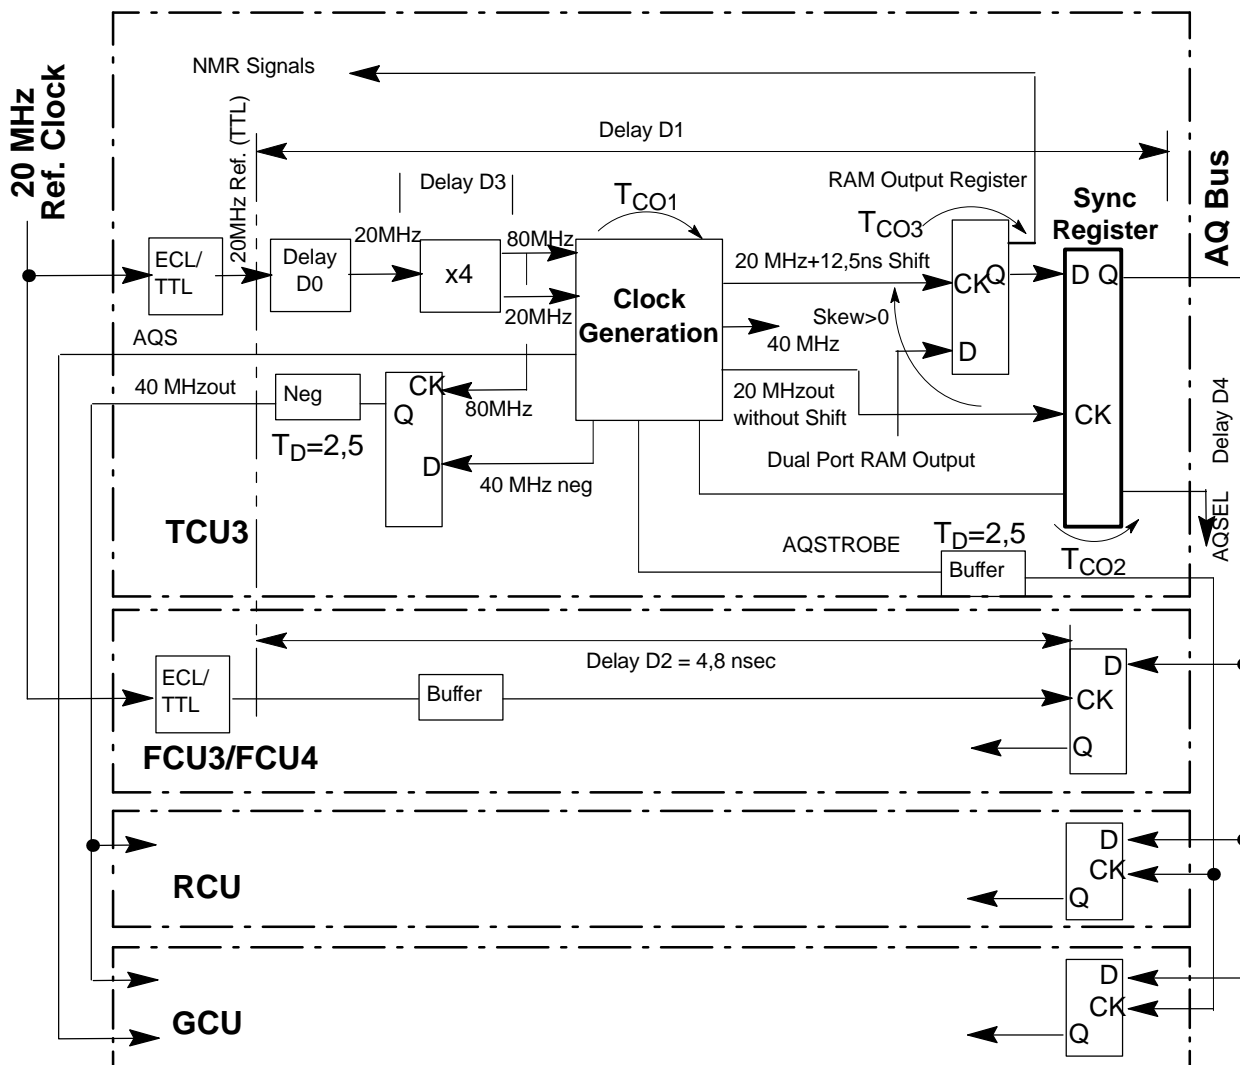 NMR Signals
20 MHz
Ref. Clock
20MHz Ref. (TTL)
Delay D1
Delay D3
TCO1
RAM Output Register
TCO3
Sync
Register
AQ Bus
ECL/
TTL
Delay
D0
20MHz
x4
80MHz
20MHz
Clock
Generation
20 MHz+12,5ns Shift
CK
Q
D
D Q
CK
Skew>0
40 MHz
AQS
40 MHzout
Neg
TD=2,5
CK
Q
D
80MHz
40 MHz neg
20 MHzout
without Shift
Dual Port RAM Output
Delay D4
AQSEL
TCU3
AQSTROBE
TD=2,5
Buffer
TCO2
Delay D2 = 4,8 nsec
ECL/
TTL
Buffer
D
CK
Q
FCU3/FCU4
RCU
D
CK
Q
GCU
D
CK
Q